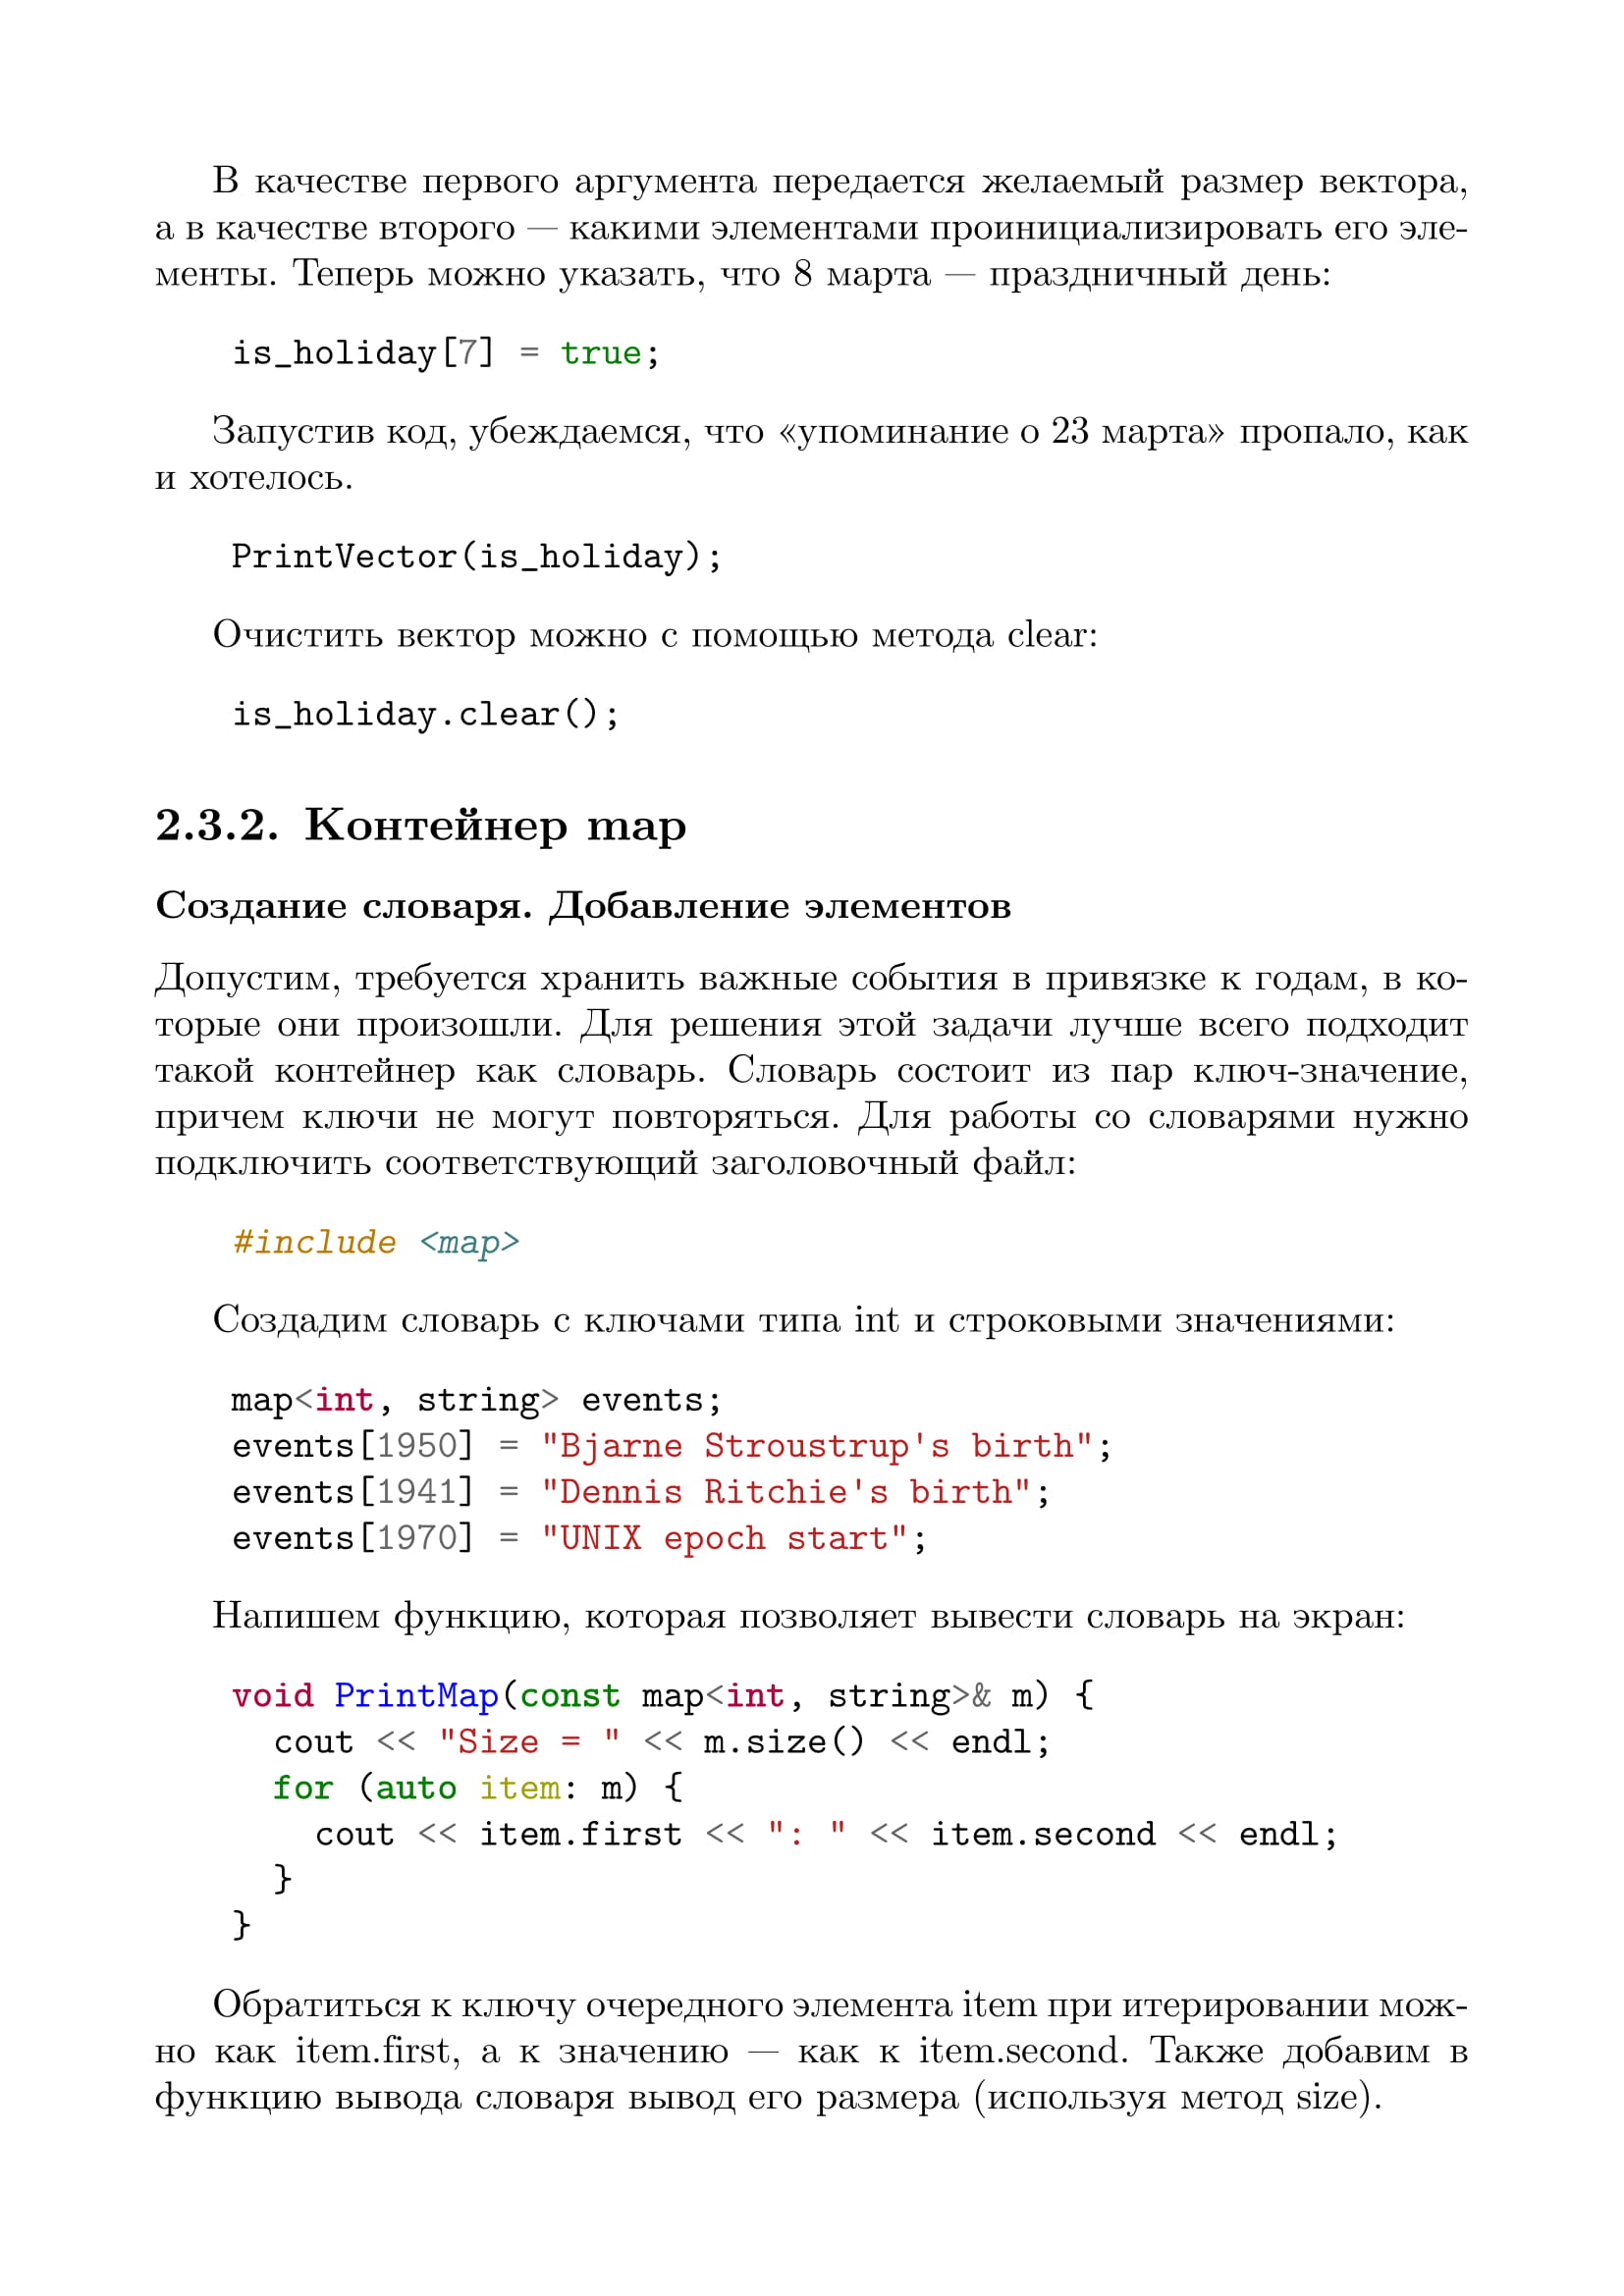 В качестве первого аргумента передается желаемый размер вектора,
а в качестве второго — какими элементами проинициализировать его эле-
менты. Теперь можно указать, что 8 марта — праздничный день:
is_holiday[7] = true;
Запустив код, убеждаемся, что «упоминание о 23 марта» пропало, как
и хотелось.
PrintVector(is_holiday);
Очистить вектор можно с помощью метода clear:
is_holiday.clear();
2.3.2. Контейнер map
Создание словаря. Добавление элементов
Допустим, требуется хранить важные события в привязке к годам, в ко-
торые они произошли. Для решения этой задачи лучше всего подходит
такой контейнер как словарь. Словарь состоит из пар ключ-значение,
причем ключи не могут повторяться. Для работы со словарями нужно
подключить соответствующий заголовочный файл:
#include <map>
Создадим словарь с ключами типа int и строковыми значениями:
map<int, string> events;
events[1950] = "Bjarne Stroustrup's birth";
events[1941] = "Dennis Ritchie's birth";
events[1970] = "UNIX epoch start";
Напишем функцию, которая позволяет вывести словарь на экран:
void PrintMap(const map<int, string>& m) {
  cout << "Size = " << m.size() << endl;
  for (auto item: m) {
    cout << item.first << ": " << item.second << endl;
  }
}
Обратиться к ключу очередного элемента item при итерировании мож-
но как item.first, а к значению — как к item.second. Также добавим в
функцию вывода словаря вывод его размера (используя метод size).